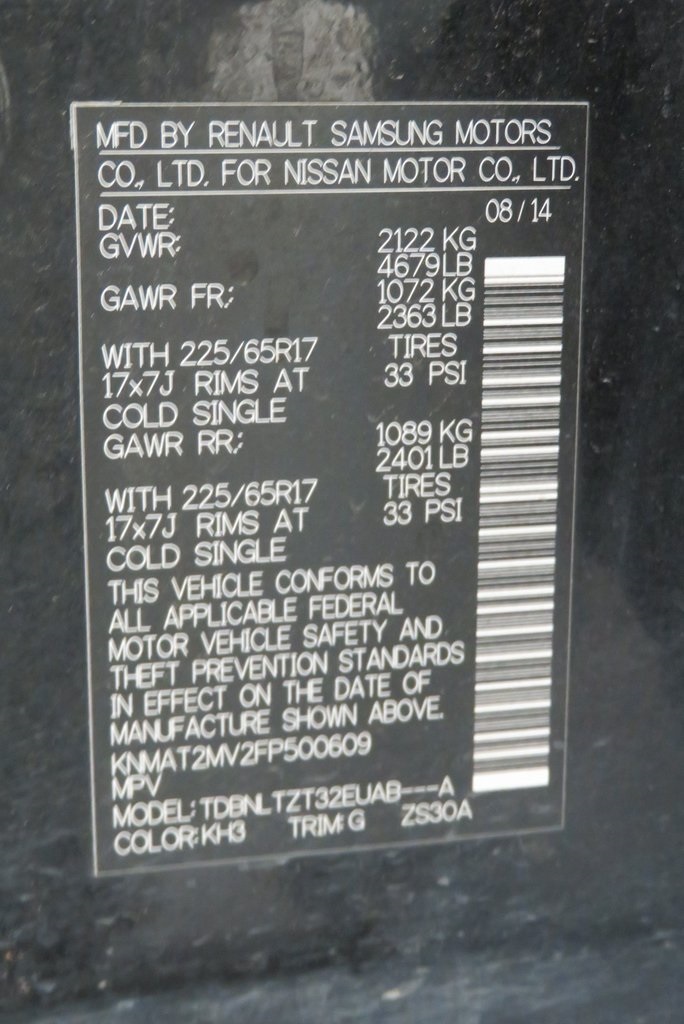 MFD BY RENAULT SAMSUNG MOTORS
CO., LTD. FOR NISSAN MOTOR CO., LTD.
DATE: 08 / 14
GVWR: 2122 KG
4679 LB
GAWR FR.: 1072 KG
2363 LB
WITH 225/65R17 TIRES
17x7J RIMS AT 33 PSI
COLD SINGLE
GAWR RR.: 1089 KG
2401 LB
WITH 225/65R17 TIRES
17x7J RIMS AT 33 PSI
COLD SINGLE
THIS VEHICLE CONFORMS TO
ALL APPLICABLE FEDERAL
MOTOR VEHICLE SAFETY AND
THEFT PREVENTION STANDARDS
IN EFFECT ON THE DATE OF
MANUFACTURE SHOWN ABOVE.
KNMAT2MV2FP500609
MPV
MODEL: TDBNLTZT32EUAB---A
COLOR: KH3 TRIM: G ZS30A